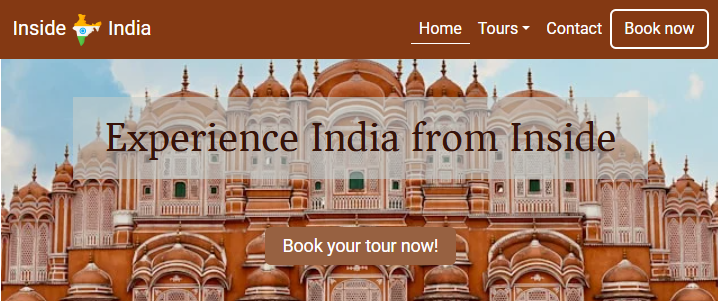 Inside India
Home Tours Contact Book now
Experience India from Inside
Book your tour now!